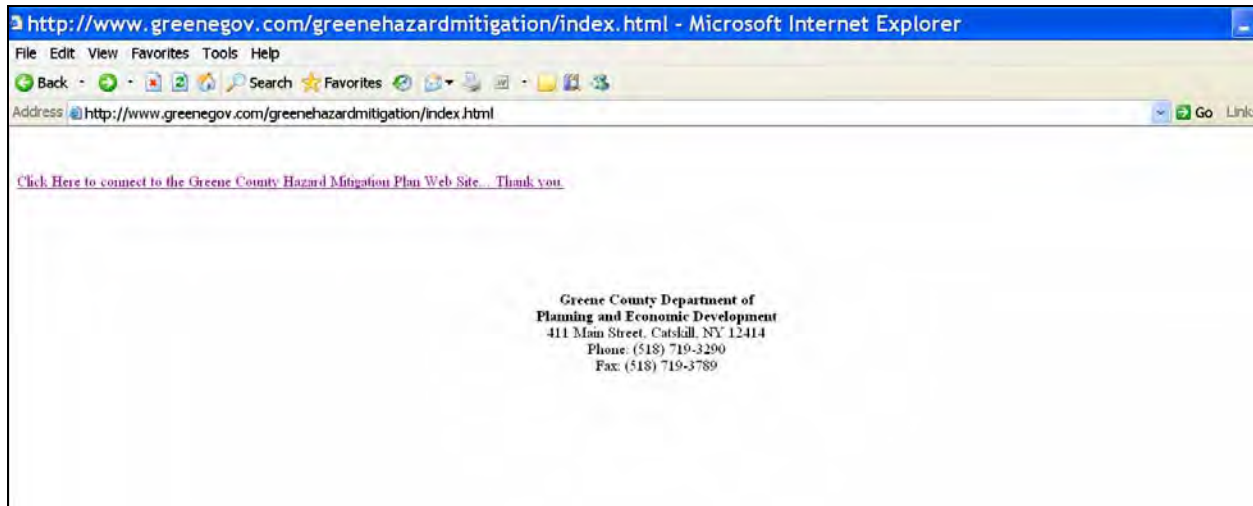 http://www.greenegov.com/greenehazardmitigation/index.html - Microsoft Internet Explorer
File Edit View Favorites Tools Help
Back Search Favorites
Address http://www.greenegov.com/greenehazardmitigation/index.html Go Links
Click Here to connect to the Greene County Hazard Mitigation Plan Web Site... Thank you.
Greene County Department of
Planning and Economic Development
411 Main Street, Catskill, NY 12414
Phone: (518) 719-3290
Fax: (518) 719-3789